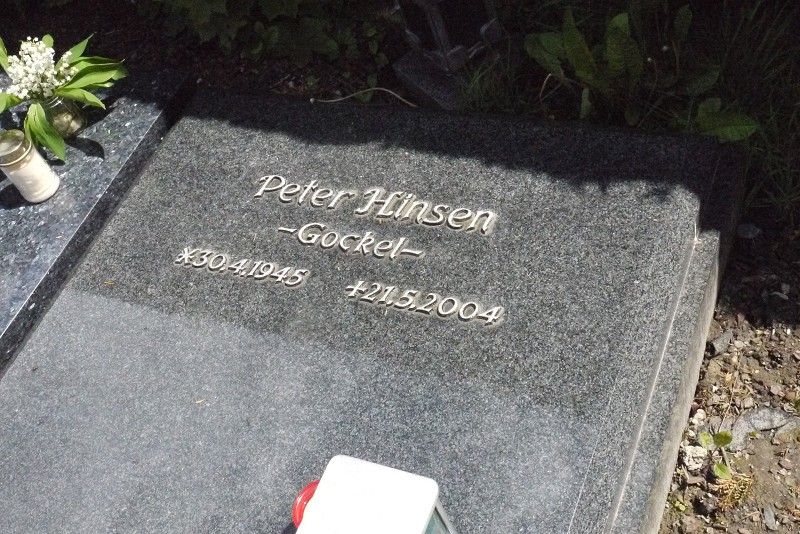 Peter Hinsen
-Gockel-
*30.4.1945 †21.5.2004